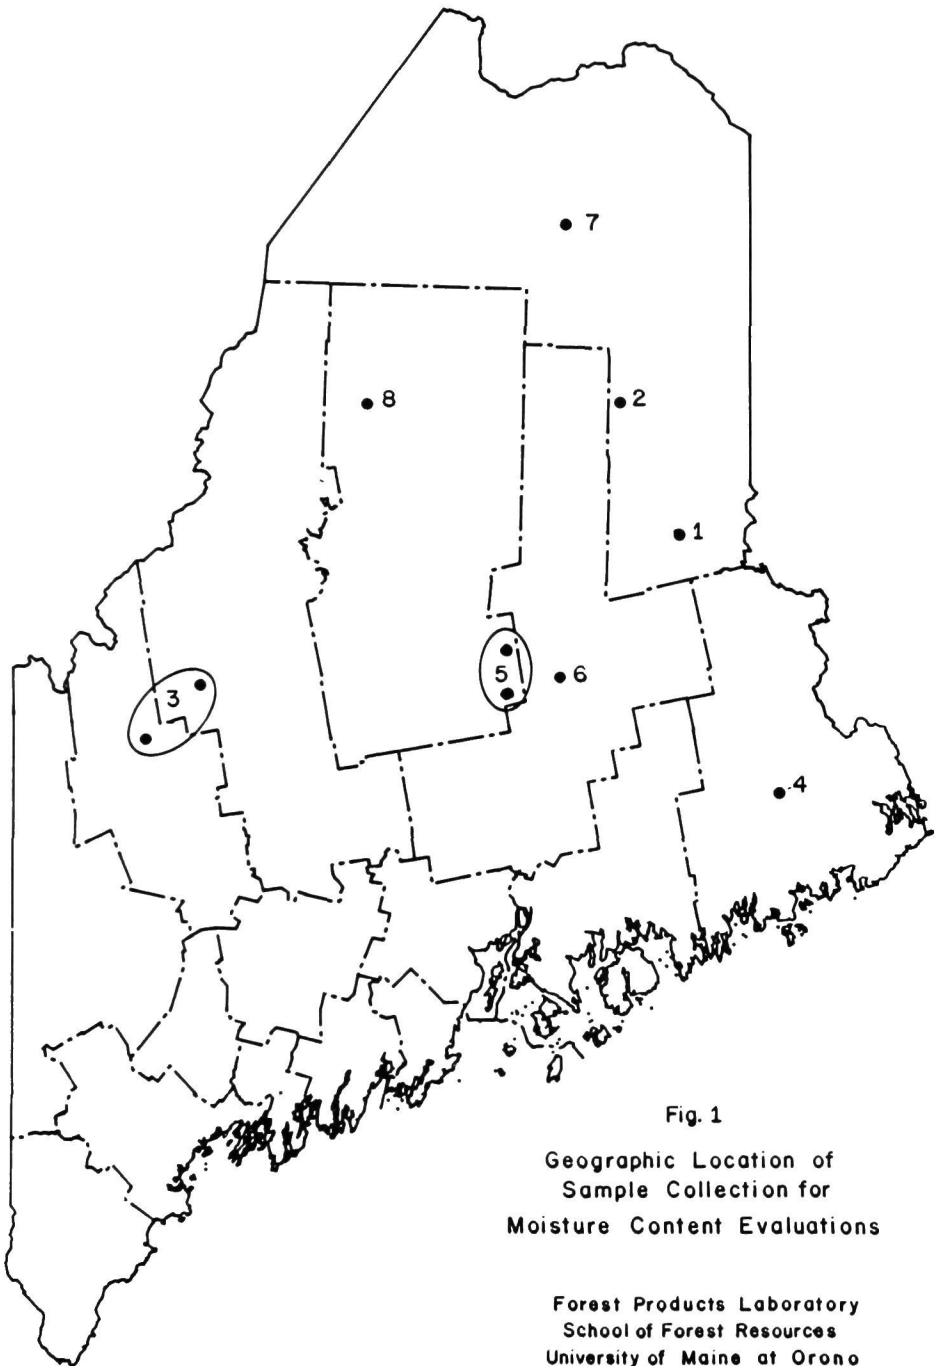 7
8
2
1
3
5
6
4
Fig. 1
Geographic Location of
Sample Collection for
Moisture Content Evaluations
Forest Products Laboratory
School of Forest Resources
University of Maine at Orono